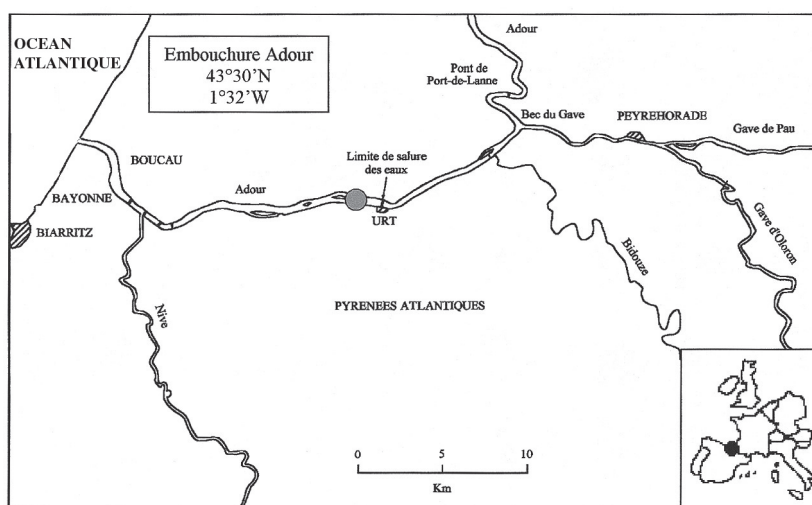 OCEAN
ATLANTIQUE
Embouchure Adour
43°30'N
1°32'W
Adour
Pont de
Port-de-Lanne
Bec du Gave
PEYREHORADE
Gave de Pau
BOUCAU
Limite de salure
des eaux
Adour
BAYONNE
URT
BIARRITZ
Gave d'Oloron
Bidouze
Nive
PYRENEES ATLANTIQUES
0 5 10
Km